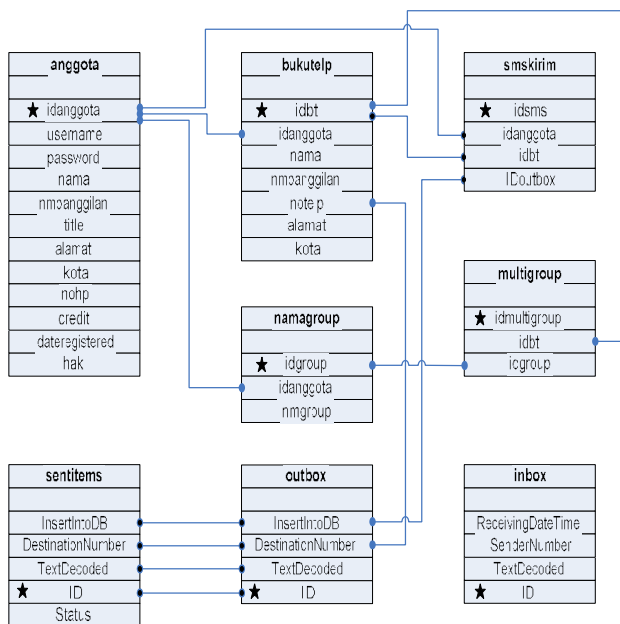 anggota
idanggota
username
password
nama
nmpanggilan
title
alamat
kota
nohp
credit
dateregistered
hak
bukutelp
idbt
idanggota
nama
nmpanggilan
notelp
alamat
kota
smskirim
idsms
idanggota
idbt
IDoutbox
namagroup
idgroup
idanggota
nmgroup
multigroup
idmultigroup
idbt
idgroup
sentitems
InsertIntoDB
DestinationNumber
TextDecoded
ID
Status
outbox
InsertIntoDB
DestinationNumber
TextDecoded
ID
inbox
ReceivingDateTime
SenderNumber
TextDecoded
ID